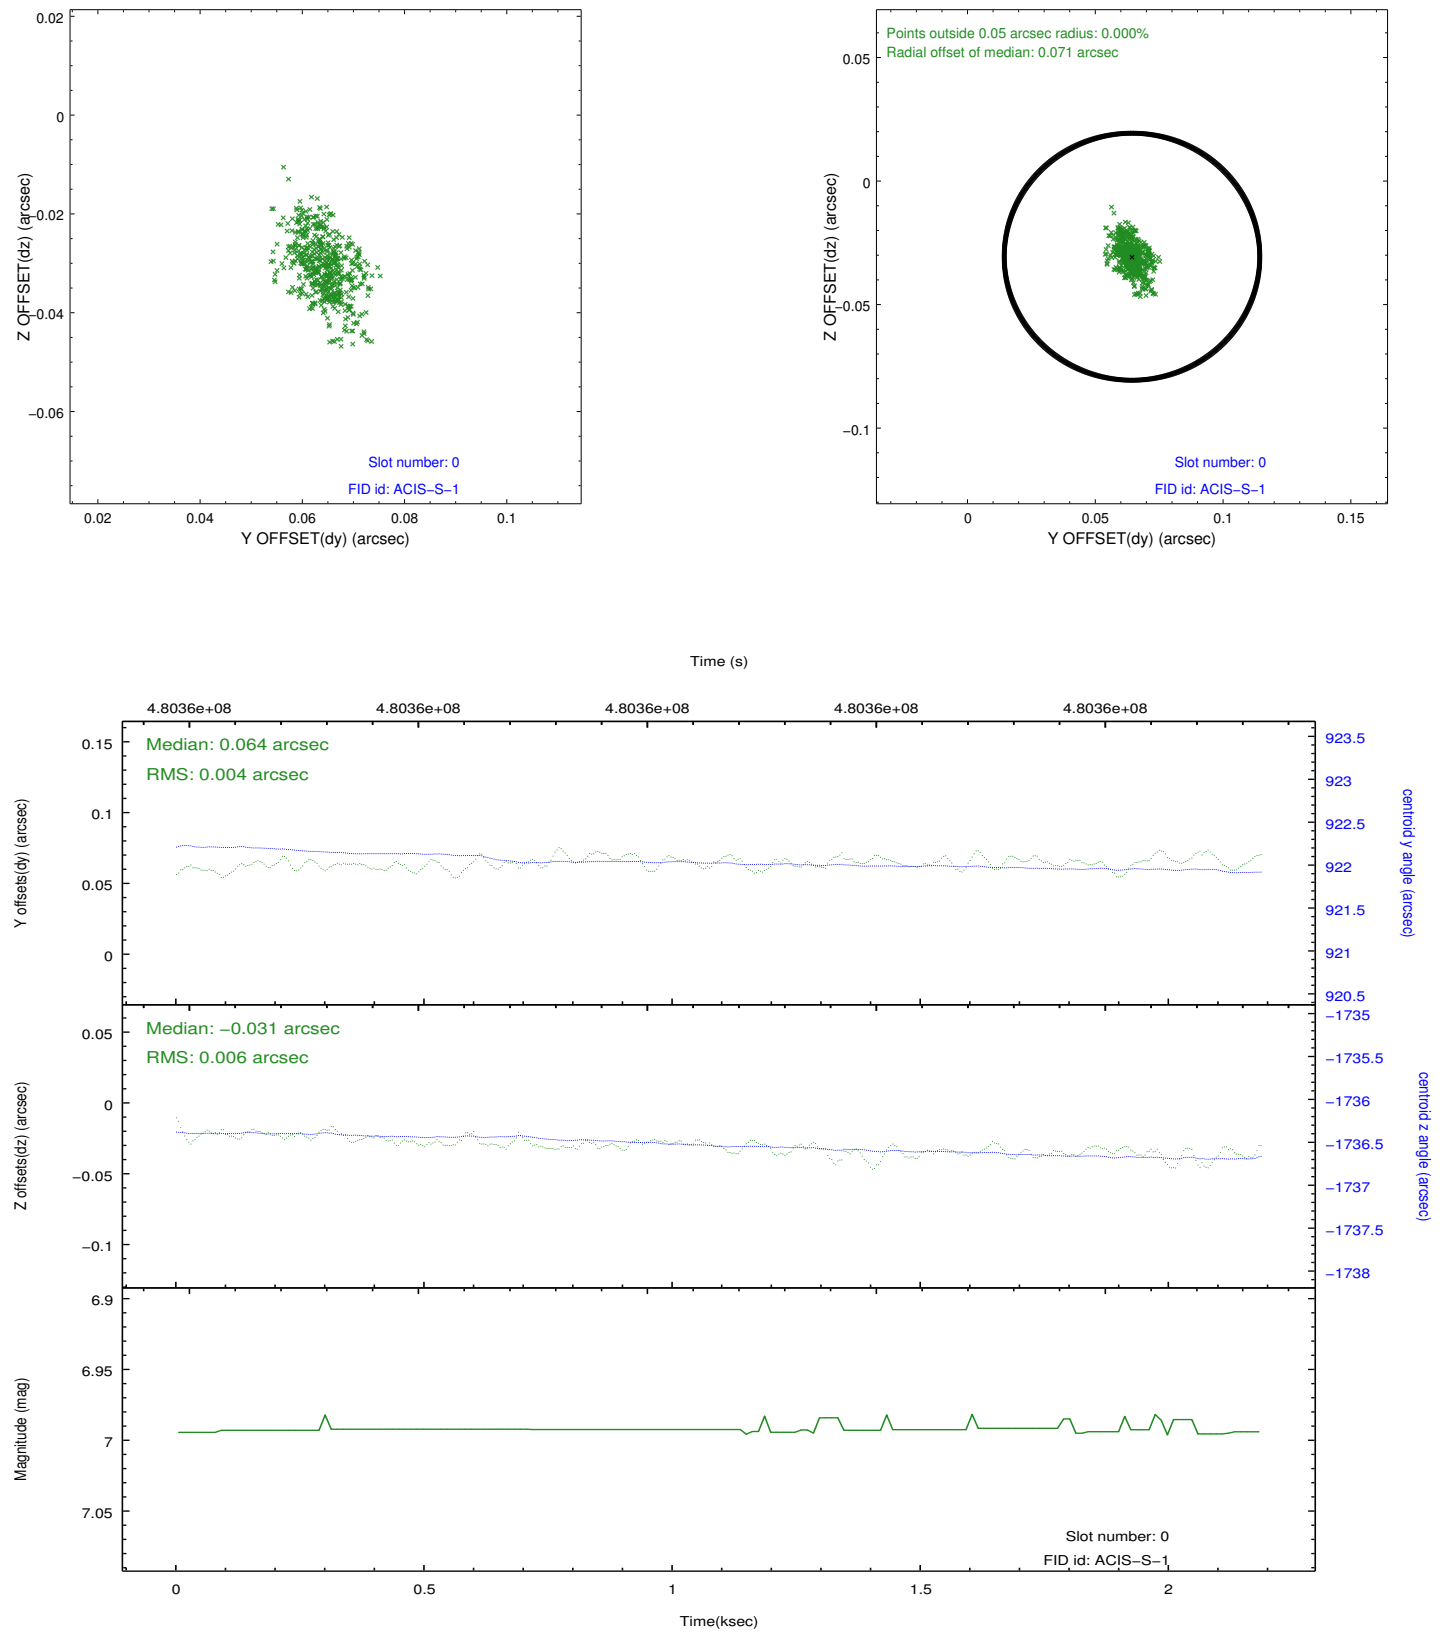 0.02
0
−0.02
−0.04
−0.06
Z OFFSET(dz) (arcsec)
Slot number: 0
FID id: ACIS−S−1
0.02 0.04 0.06 0.08 0.1
Y OFFSET(dy) (arcsec)
Points outside 0.05 arcsec radius: 0.000%
Radial offset of median: 0.071 arcsec
0.05
0
−0.05
−0.1
Z OFFSET(dz) (arcsec)
Slot number: 0
FID id: ACIS−S−1
0 0.05 0.1 0.15
Y OFFSET(dy) (arcsec)
Time (s)
4.8036e+08 4.8036e+08 4.8036e+08 4.8036e+08 4.8036e+08
Median: 0.064 arcsec
RMS: 0.004 arcsec
0.15
0.1
0.05
0
Y offsets(dy) (arcsec)
923.5
923
922.5
922
921.5
921
920.5
centroid y angle (arcsec)
Median: −0.031 arcsec
RMS: 0.006 arcsec
0.05
0
−0.05
−0.1
Z offsets(dz) (arcsec)
−1735
−1735.5
−1736
−1736.5
−1737
−1737.5
−1738
centroid z angle (arcsec)
6.9
6.95
7
7.05
Magnitude (mag)
Slot number: 0
FID id: ACIS−S−1
0 0.5 1 1.5 2
Time(ksec)